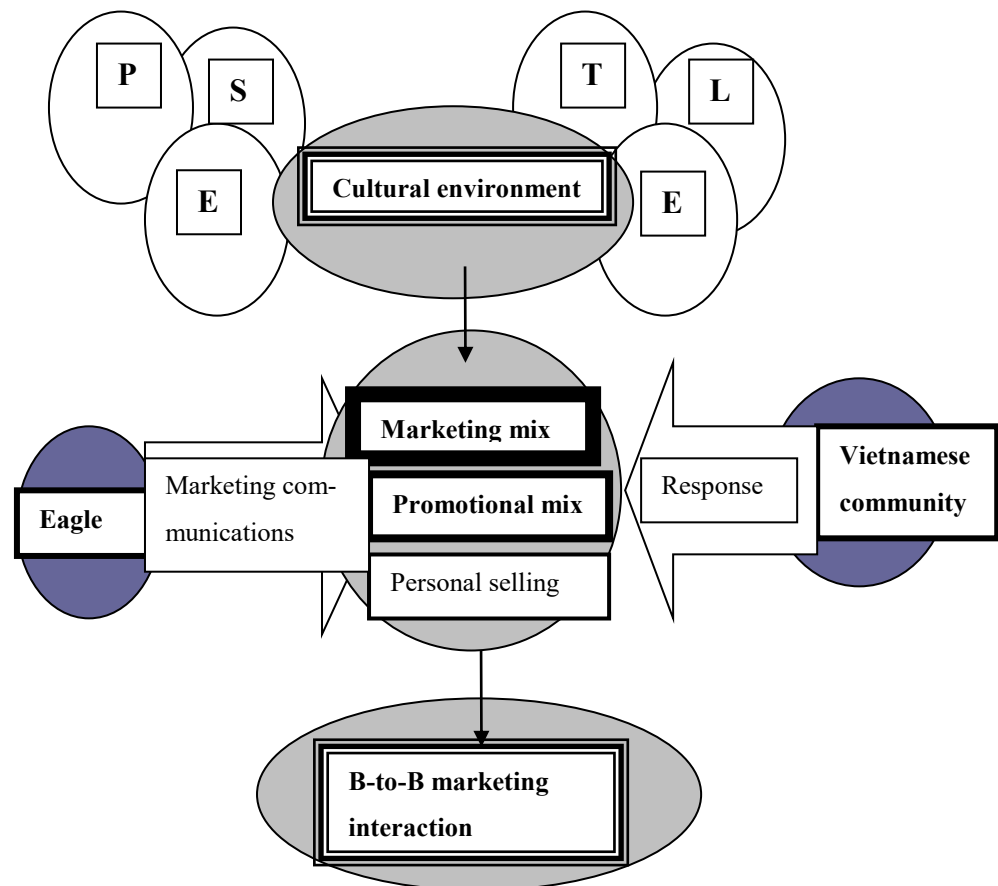 P
S
E
T
L
E
Cultural environment
Marketing mix
Promotional mix
Personal selling
Eagle
Marketing com-
munications
Response
Vietnamese
community
B-to-B marketing
interaction